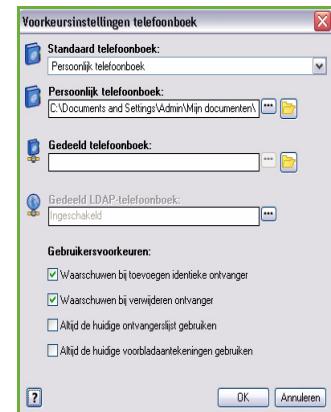 Voorkeursinstellingen telefoonboek
Standaard telefoonboek:
Persoonlijk telefoonboek
Persoonlijk telefoonboek:
C:\Documents and Settings\Admin\Mijn documenten\
Gedeeld telefoonboek:
Gedeeld LDAP-telefoonboek:
Ingeschakeld
Gebruikersvoorkeuren:
Waarschuwen bij toevoegen identieke ontvanger
Waarschuwen bij verwijderen ontvanger
Altijd de huidige ontvangerslijst gebruiken
Altijd de huidige voorbladaantekeningen gebruiken
? OK Annuleren